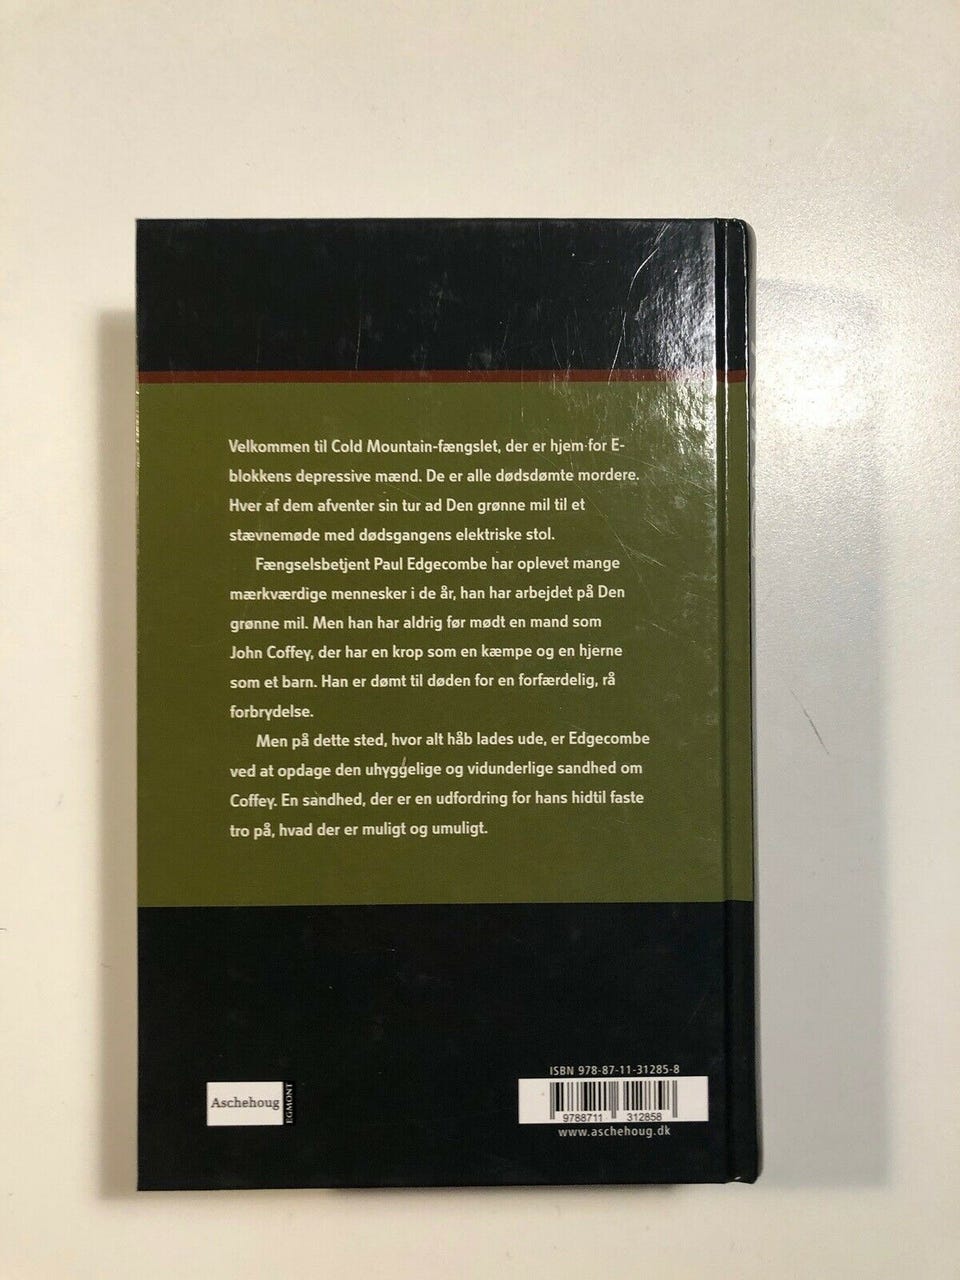 Velkommen til Cold Mountain-fængslet, der er hjem for E-
blokkens depressive mænd. De er alle dødsdømte mordere.
Hver af dem afventer sin tur ad Den grønne mil til et
stævnemøde med dødsgangens elektriske stol.
Fængselsbetjent Paul Edgecombe har oplevet mange
mærkværdige mennesker i de år, han har arbejdet på Den
grønne mil. Men han har aldrig før mødt en mand som
John Coffey, der har en krop som en kæmpe og en hjerne
som et barn. Han er dømt til døden for en forfærdelig, rå
forbrydelse.
Men på dette sted, hvor alt håb lades ude, er Edgecombe
ved at opdage den uhyggelige og vidunderlige sandhed om
Coffey. En sandhed, der er en udfordring for hans hidtil faste
tro på, hvad der er muligt og umuligt.
Aschehoug
EGMONT
ISBN 978-87-11-31285-8
9788711 312858
www.aschehoug.dk